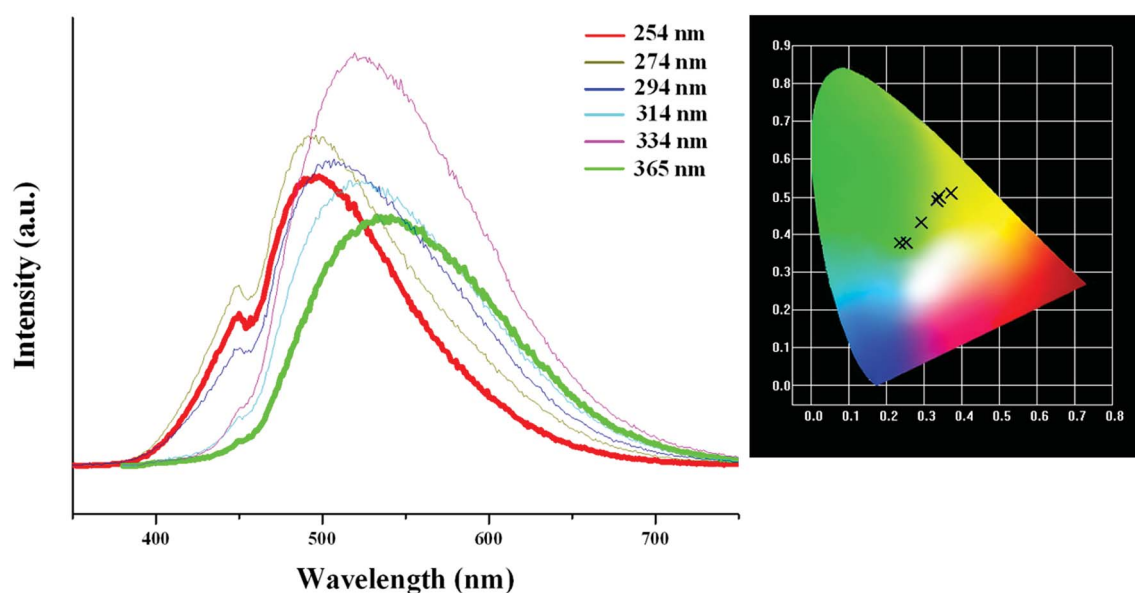 254 nm
274 nm
294 nm
314 nm
334 nm
365 nm
Intensity (a.u.)
400 500 600 700
Wavelength (nm)
0.9
0.8
0.7
0.6
0.5
0.4
0.3
0.2
0.1
0.0
0.0 0.1 0.2 0.3 0.4 0.5 0.6 0.7 0.8